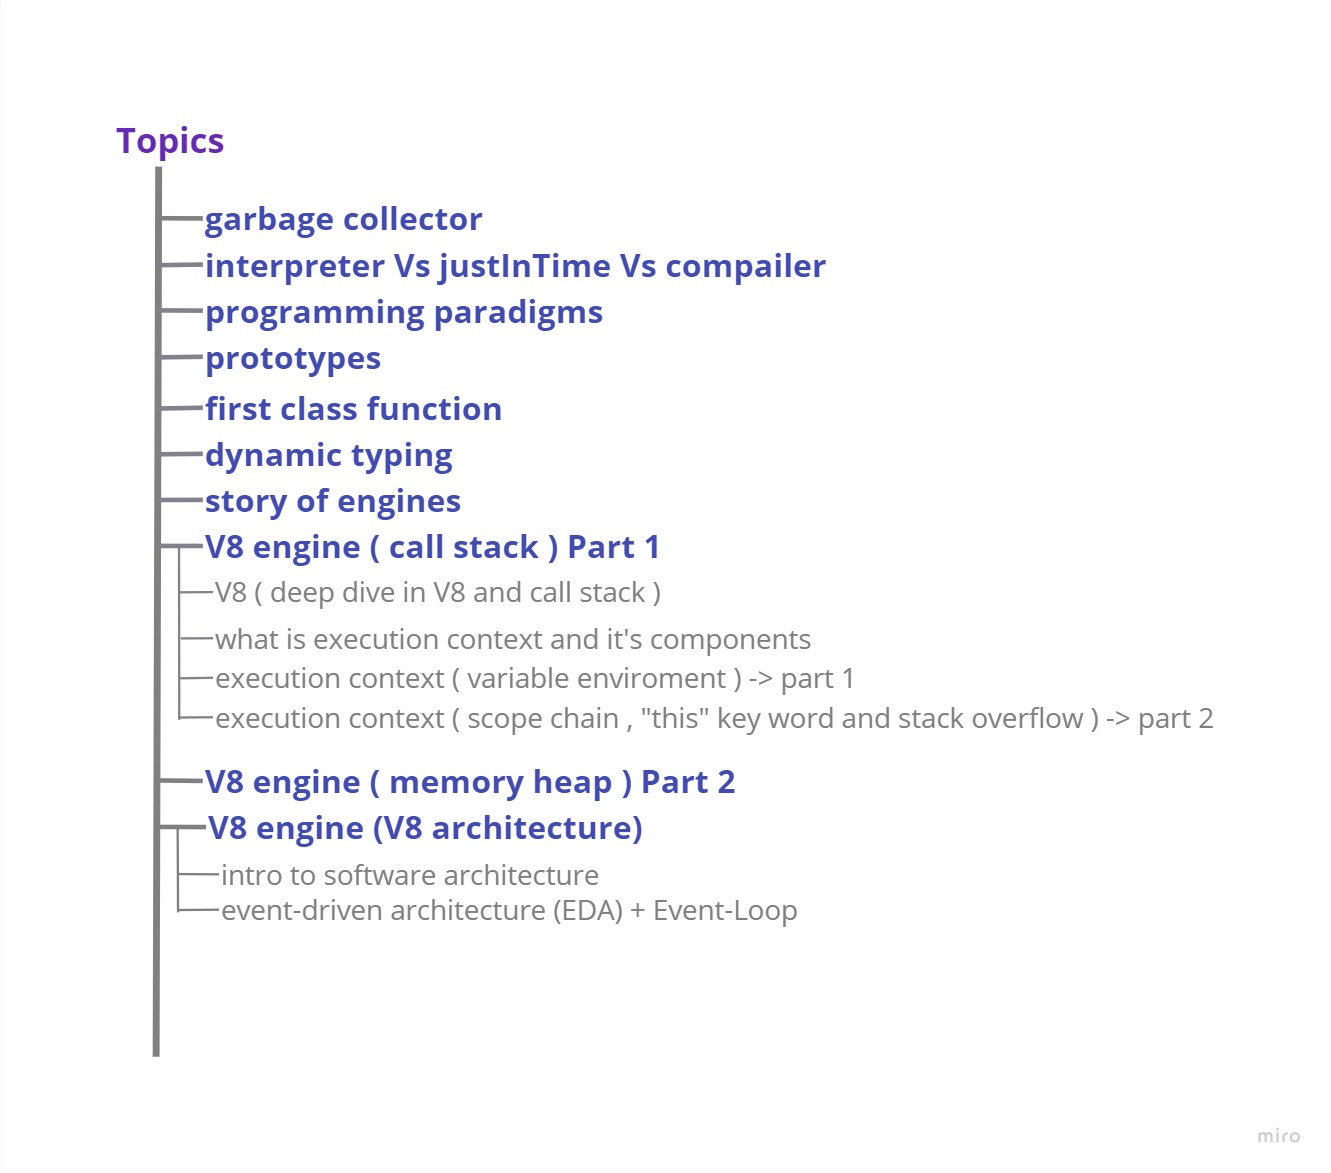 Topics
garbage collector
interpreter Vs justInTime Vs compailer
programming paradigms
prototypes
first class function
dynamic typing
story of engines
V8 engine ( call stack ) Part 1
V8 ( deep dive in V8 and call stack )
what is execution context and it's components
execution context ( variable enviroment ) -> part 1
execution context ( scope chain , "this" key word and stack overflow ) -> part 2
V8 engine ( memory heap ) Part 2
V8 engine (V8 architecture)
intro to software architecture
event-driven architecture (EDA) + Event-Loop
miro